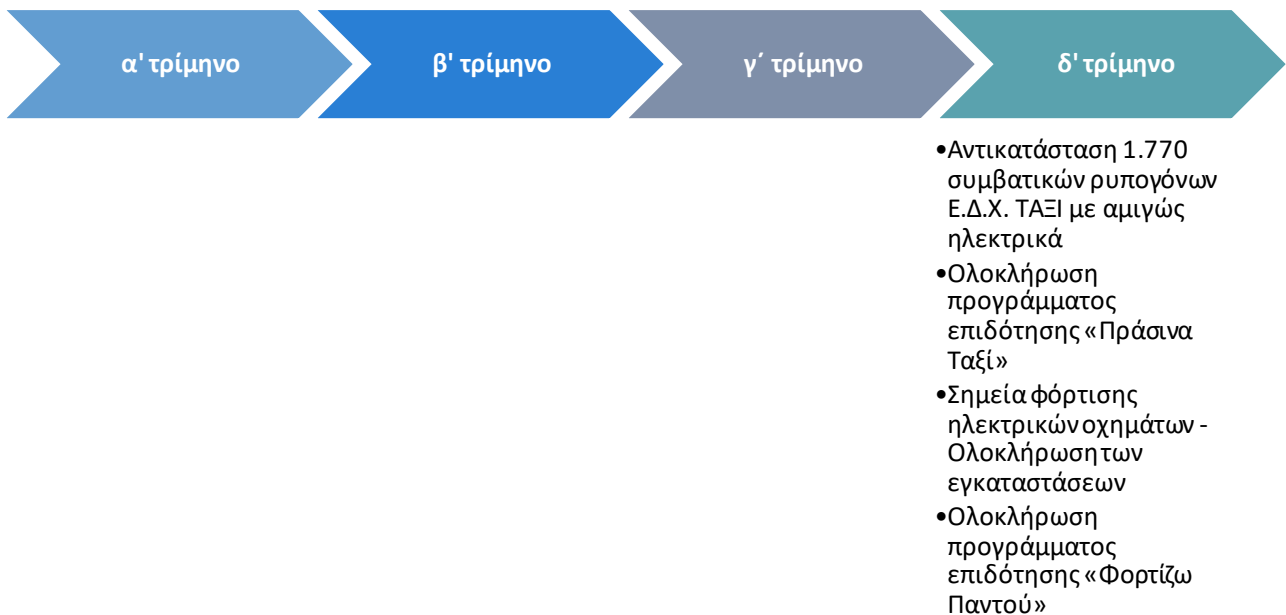 α' τρίμηνο
β' τρίμηνο
γ΄ τρίμηνο
δ' τρίμηνο
•Αντικατάσταση 1.770
συμβατικών ρυπογόνων
Ε.Δ.Χ. ΤΑΞΙ με αμιγώς
ηλεκτρικά
•Ολοκλήρωση
προγράμματος
επιδότησης «Πράσινα
Ταξί»
•Σημεία φόρτισης
ηλεκτρικών οχημάτων -
Ολοκλήρωση των
εγκαταστάσεων
•Ολοκλήρωση
προγράμματος
επιδότησης «Φορτίζω
Παντού»